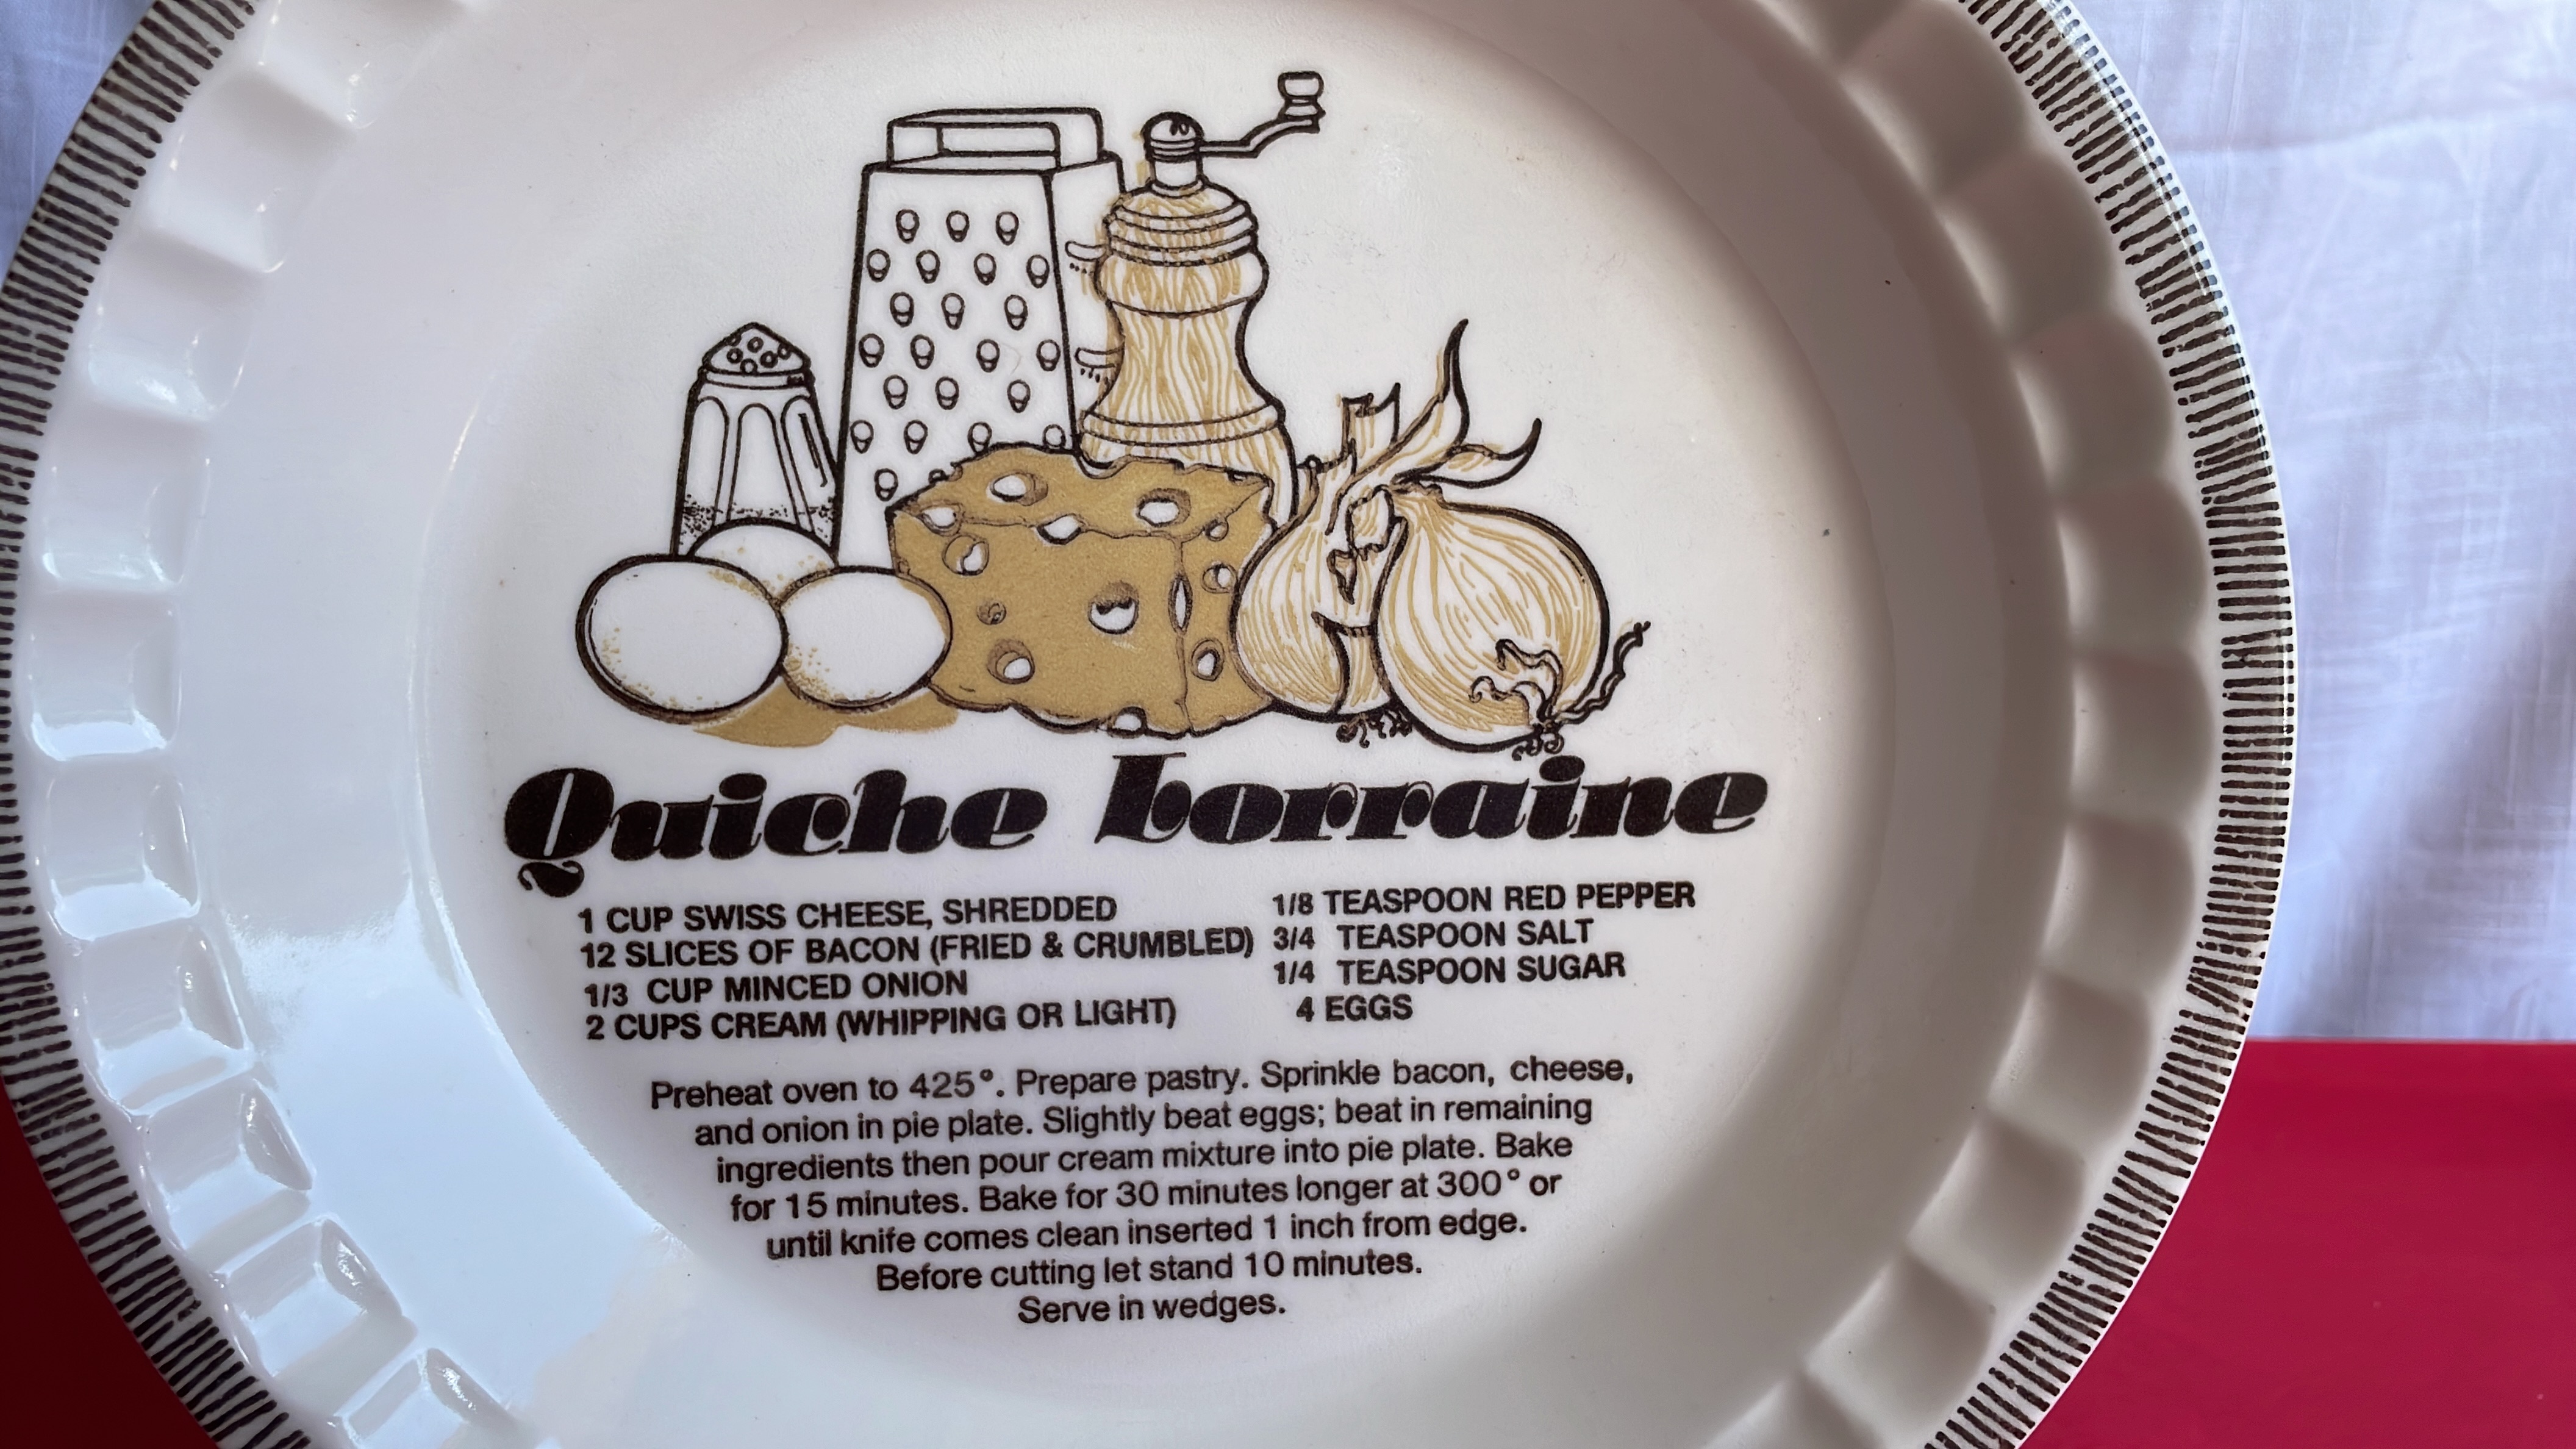 Quiche Lorraine
1 CUP SWISS CHEESE, SHREDDED
12 SLICES OF BACON (FRIED & CRUMBLED)
1/3 CUP MINCED ONION
2 CUPS CREAM (WHIPPING OR LIGHT)
1/8 TEASPOON RED PEPPER
3/4 TEASPOON SALT
1/4 TEASPOON SUGAR
4 EGGS
Preheat oven to 425°. Prepare pastry. Sprinkle bacon, cheese,
and onion in pie plate. Slightly beat eggs; beat in remaining
ingredients then pour cream mixture into pie plate. Bake
for 15 minutes. Bake for 30 minutes longer at 300° or
until knife comes clean inserted 1 inch from edge.
Before cutting let stand 10 minutes.
Serve in wedges.